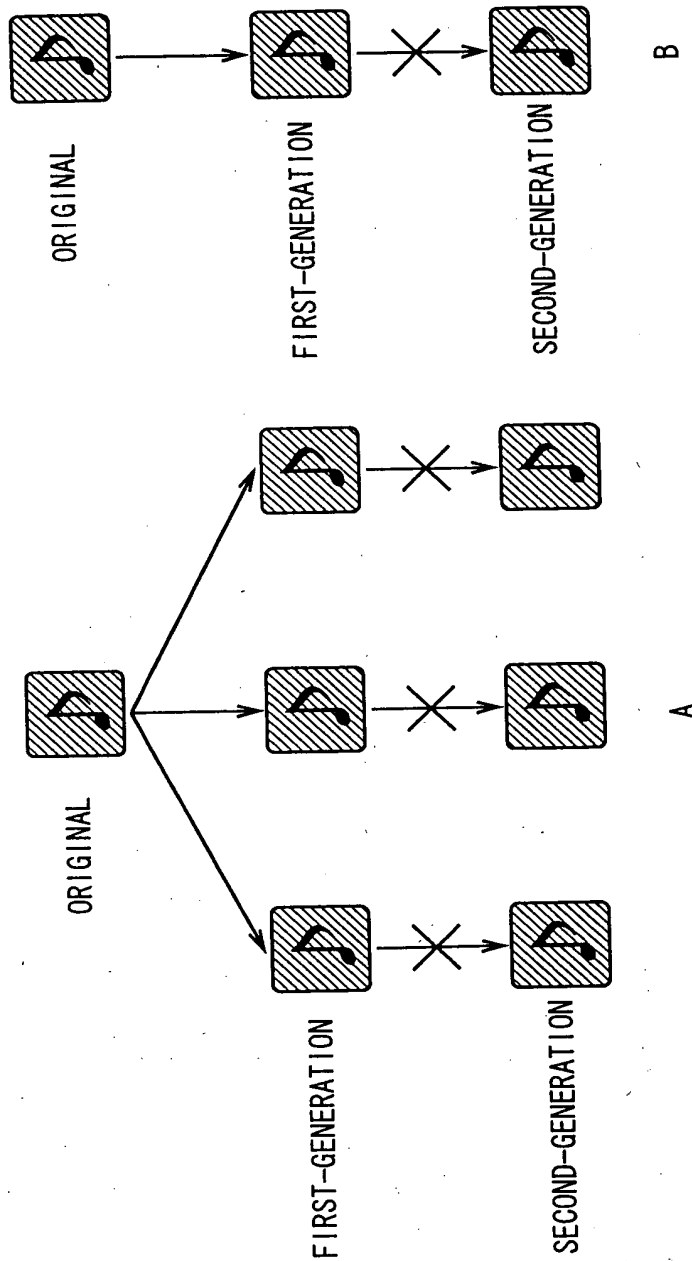 ORIGINAL
FIRST-GENERATION
SECOND-GENERATION
A
ORIGINAL
FIRST-GENERATION
SECOND-GENERATION
B